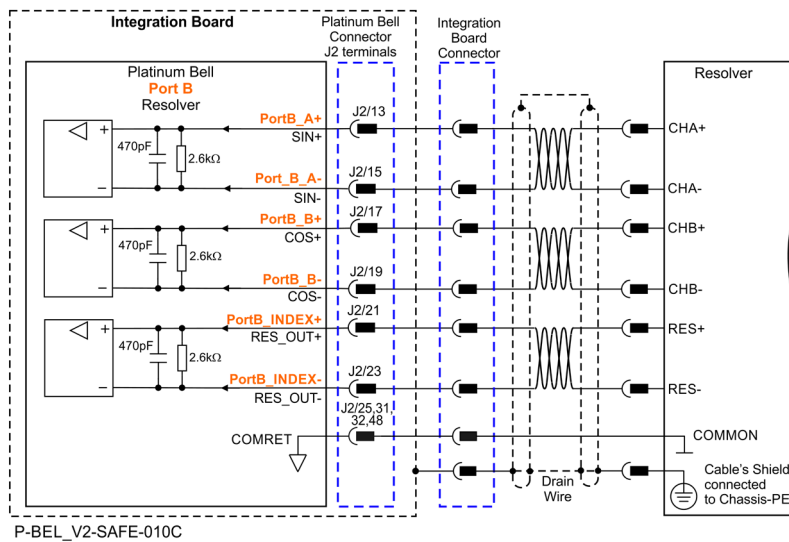 Integration Board
Platinum Bell
Connector
J2 terminals
Integration
Board
Connector
Platinum Bell
Port B
Resolver
Resolver
PortB_A+
SIN+
J2/13
CHA+
+
470pF
2.6kΩ
−
Port_B_A-
SIN-
J2/15
CHA-
PortB_B+
COS+
J2/17
CHB+
+
470pF
2.6kΩ
−
PortB_B-
COS-
J2/19
CHB-
PortB_INDEX+
RES_OUT+
J2/21
RES+
+
470pF
2.6kΩ
−
PortB_INDEX-
RES_OUT-
J2/23
RES-
J2/25,31,
32,48
COMRET
COMMON
Drain
Wire
Cable's Shield
connected
to Chassis-PE
P-BEL_V2-SAFE-010C